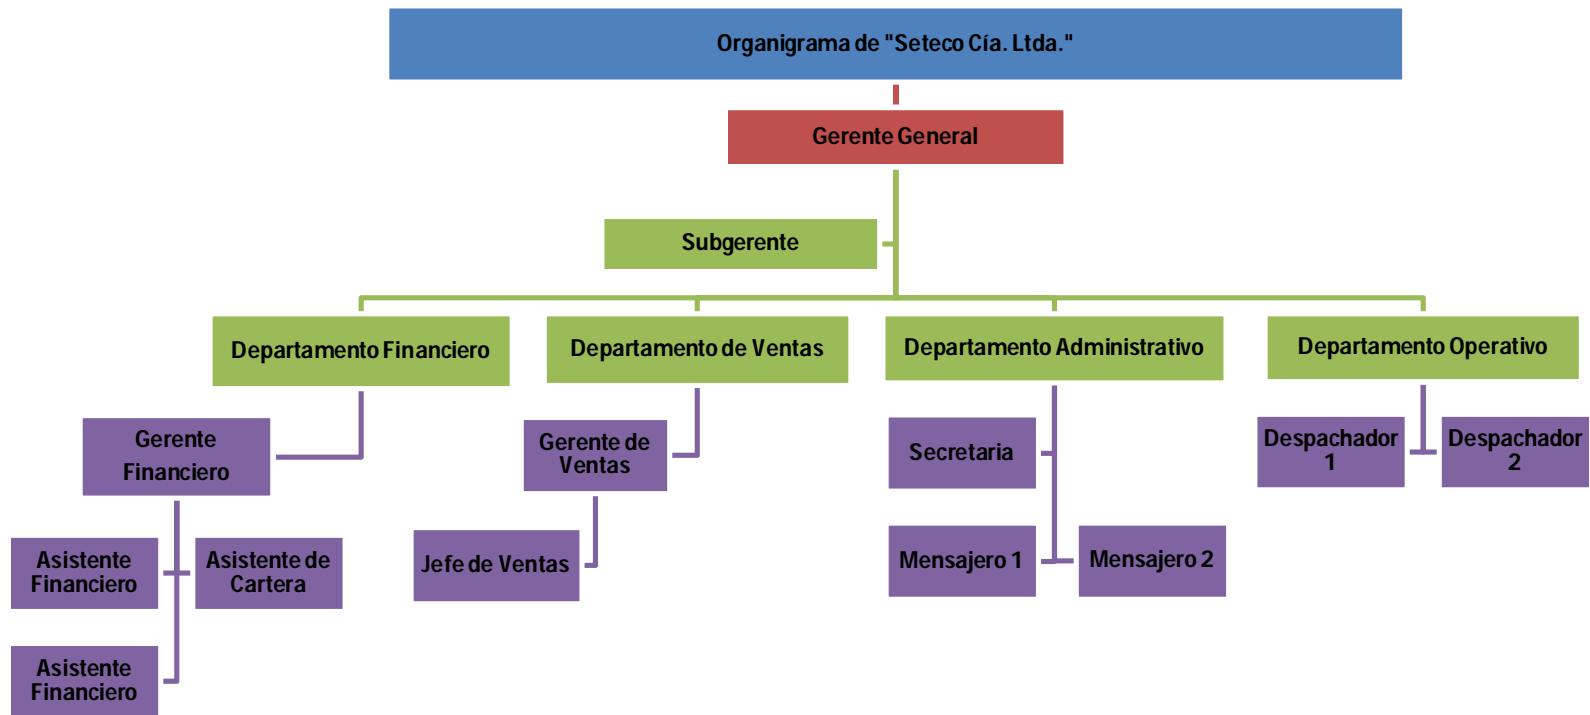 Organigrama de "Seteco Cía. Ltda."
Gerente General
Subgerente
Departamento Financiero
Departamento de Ventas
Departamento Administrativo
Departamento Operativo
Gerente
Financiero
Gerente de
Ventas
Secretaria
Despachador
1
Despachador
2
Asistente
Financiero
Asistente de
Cartera
Jefe de Ventas
Mensajero 1
Mensajero 2
Asistente
Financiero